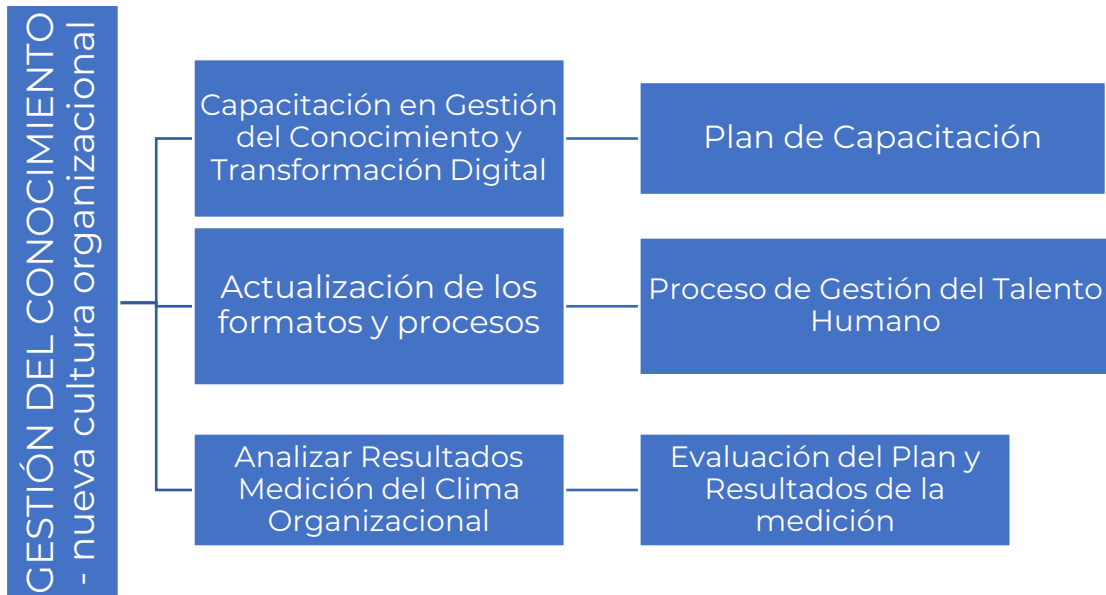 GESTIÓN DEL CONOCIMIENTO
- nueva cultura organizacional
Capacitación en Gestión
del Conocimiento y
Transformación Digital
Plan de Capacitación
Actualización de los
formatos y procesos
Proceso de Gestión del Talento
Humano
Analizar Resultados
Medición del Clima
Organizacional
Evaluación del Plan y
Resultados de la
medición